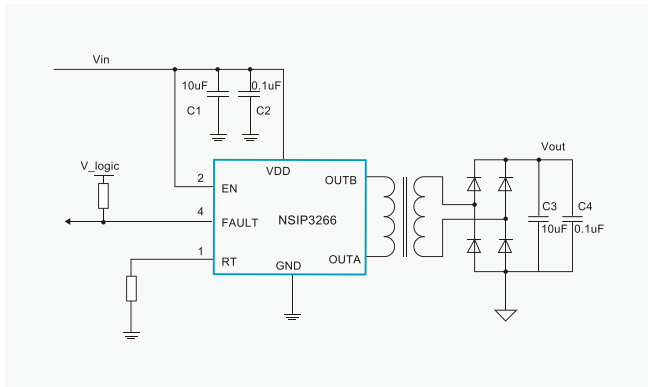 Vin
10uF
0.1uF
C1
C2
V_logic
VDD
Vout
2
EN
OUTB
4
FAULT
NSIP3266
C3
C4
10uF
0.1uF
1
RT
GND
OUTA